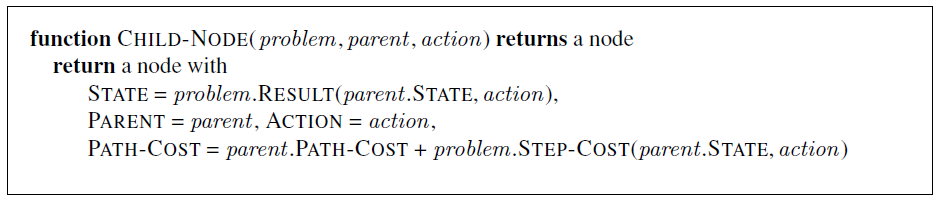 function CHILD-NODE(problem, parent, action) returns a node
return a node with
STATE = problem.RESULT(parent.STATE, action),
PARENT = parent, ACTION = action,
PATH-COST = parent.PATH-COST + problem.STEP-COST(parent.STATE, action)